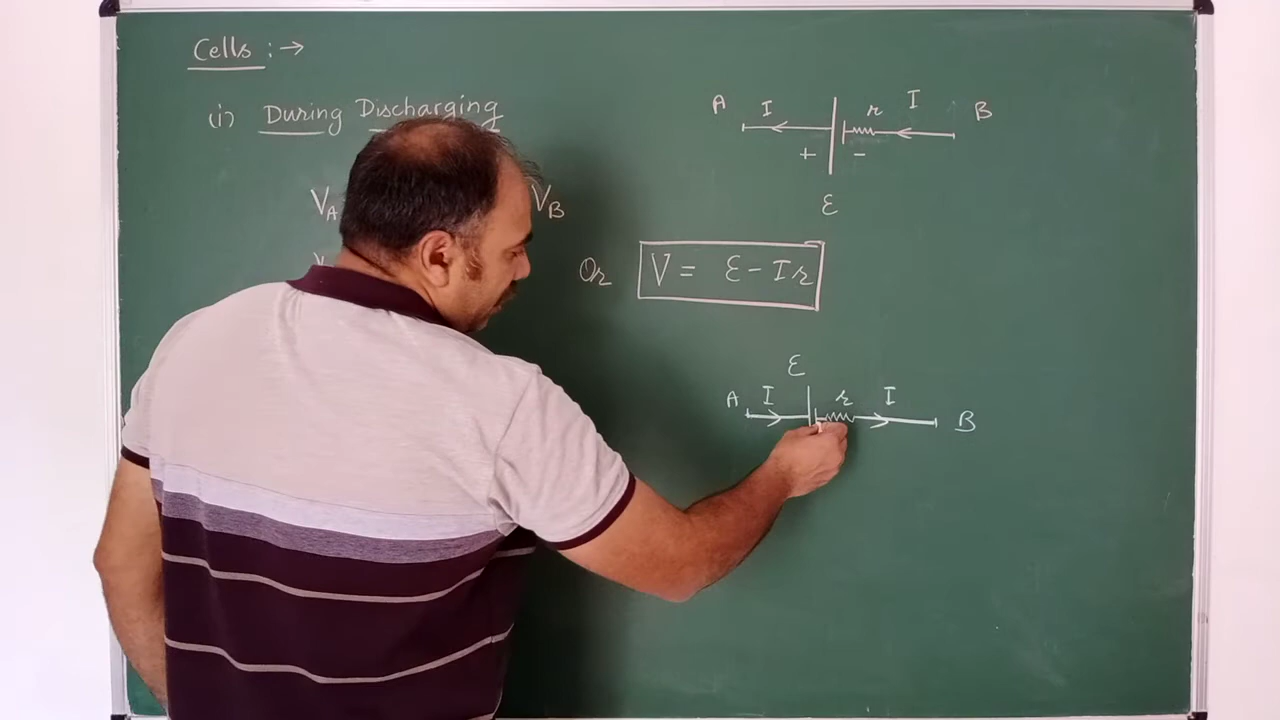 Cells :→
(i) During Discharging
A I r I B
+ -
ε
V_A V_B
Or V = ε - Ir
ε
A I r I B